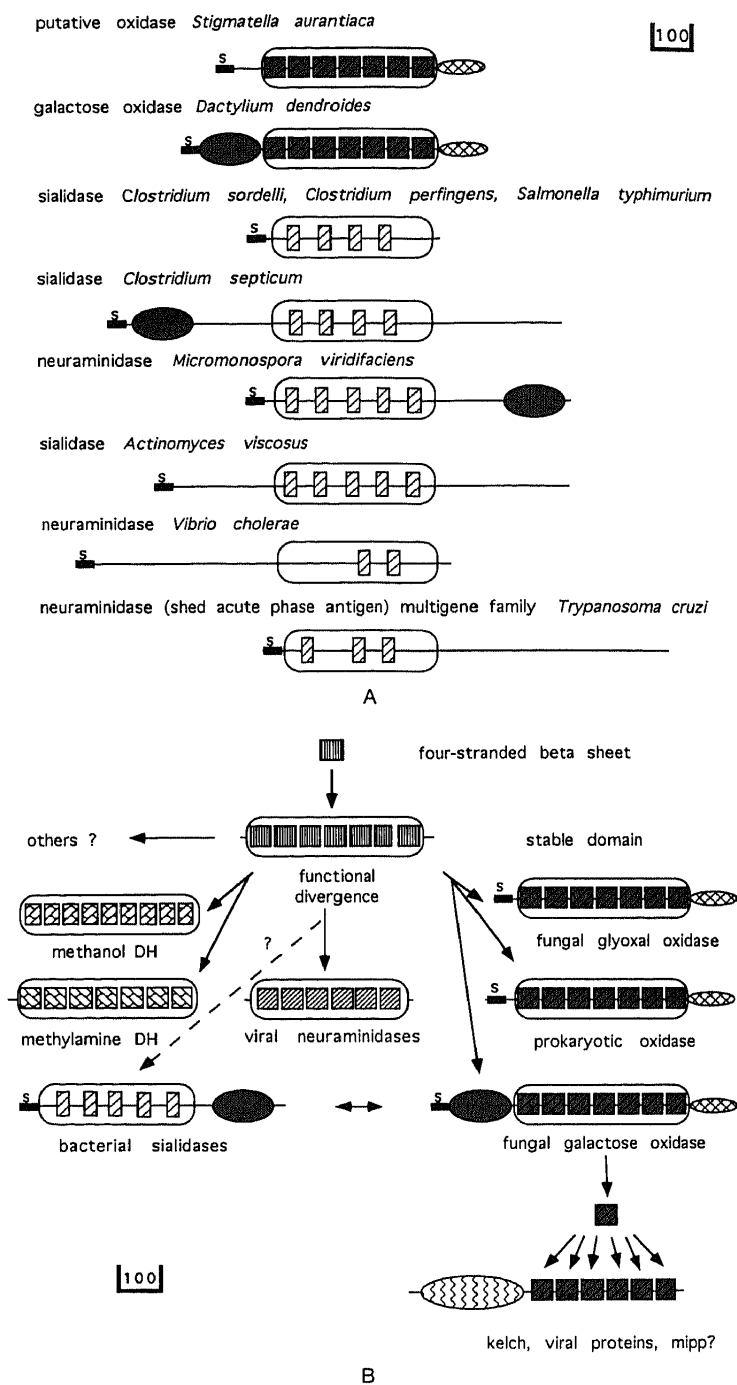 putative oxidase Stigmatella aurantiaca
100
S
galactose oxidase Dactylium dendroides
S
sialidase Clostridium sordelli, Clostridium perfingens, Salmonella typhimurium
S
sialidase Clostridium septicum
S
neuraminidase Micromonospora viridifaciens
S
sialidase Actinomyces viscosus
S
neuraminidase Vibrio cholerae
S
neuraminidase (shed acute phase antigen) multigene family Trypanosoma cruzi
S
A
four-stranded beta sheet
others ?
stable domain
functional
divergence
S
fungal glyoxal oxidase
methanol DH
?
S
methylamine DH
viral neuraminidases
prokaryotic oxidase
S
S
bacterial sialidases
fungal galactose oxidase
100
kelch, viral proteins, mipp?
B